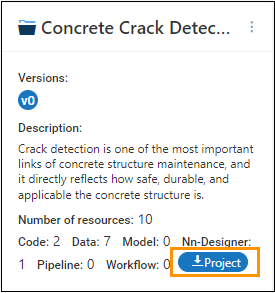 Concrete Crack Detec...
Versions:
v0
Description:
Crack detection is one of the most important
links of concrete structure maintenance, and
it directly reflects how safe, durable, and
applicable the concrete structure is.
Number of resources: 10
Code: 2 Data: 7 Model: 0 Nn-Designer:
1 Pipeline: 0 Workflow: 0 Project